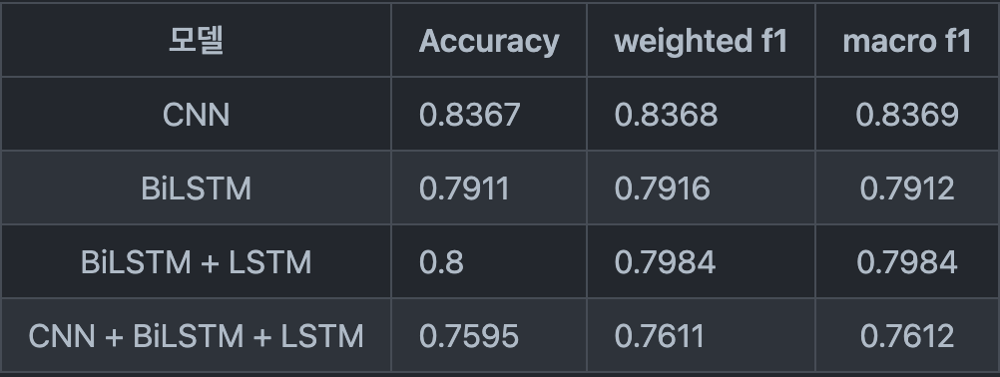 모델 Accuracy weighted f1 macro f1
CNN 0.8367 0.8368 0.8369
BiLSTM 0.7911 0.7916 0.7912
BiLSTM + LSTM 0.8 0.7984 0.7984
CNN + BiLSTM + LSTM 0.7595 0.7611 0.7612